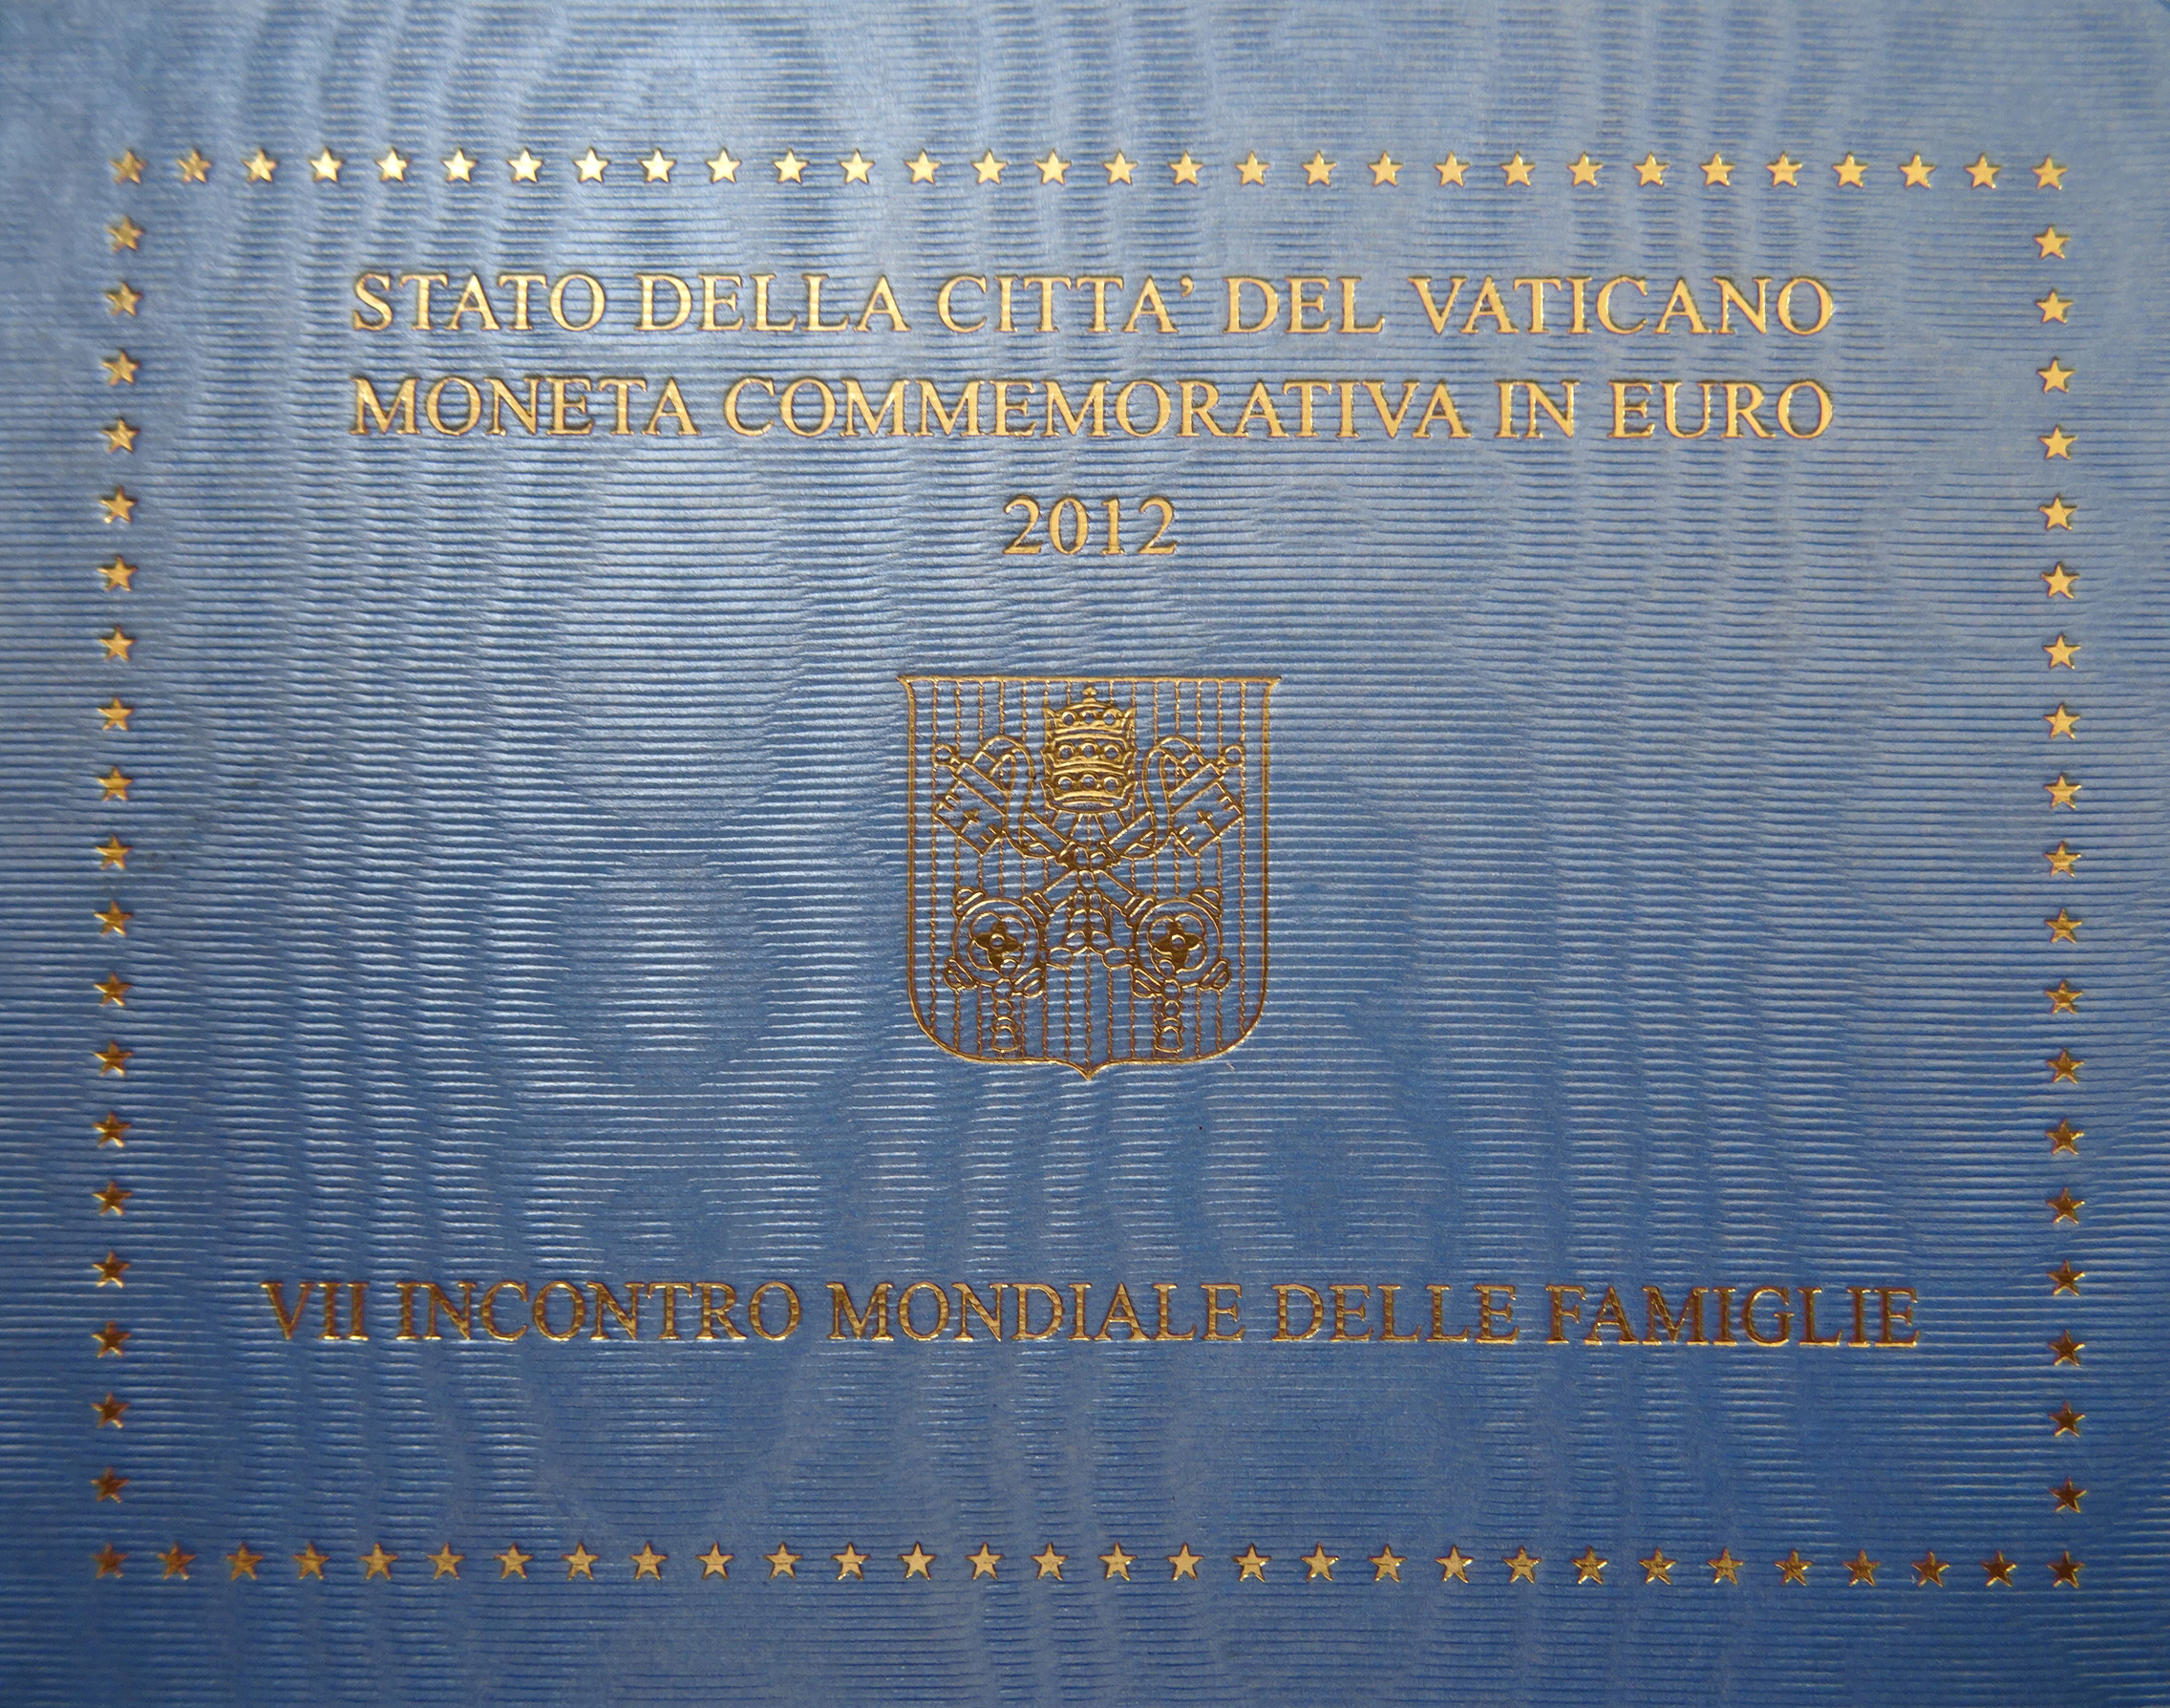 STATO DELLA CITTA’ DEL VATICANO
MONETA COMMEMORATIVA IN EURO
2012
VII INCONTRO MONDIALE DELLE FAMIGLIE